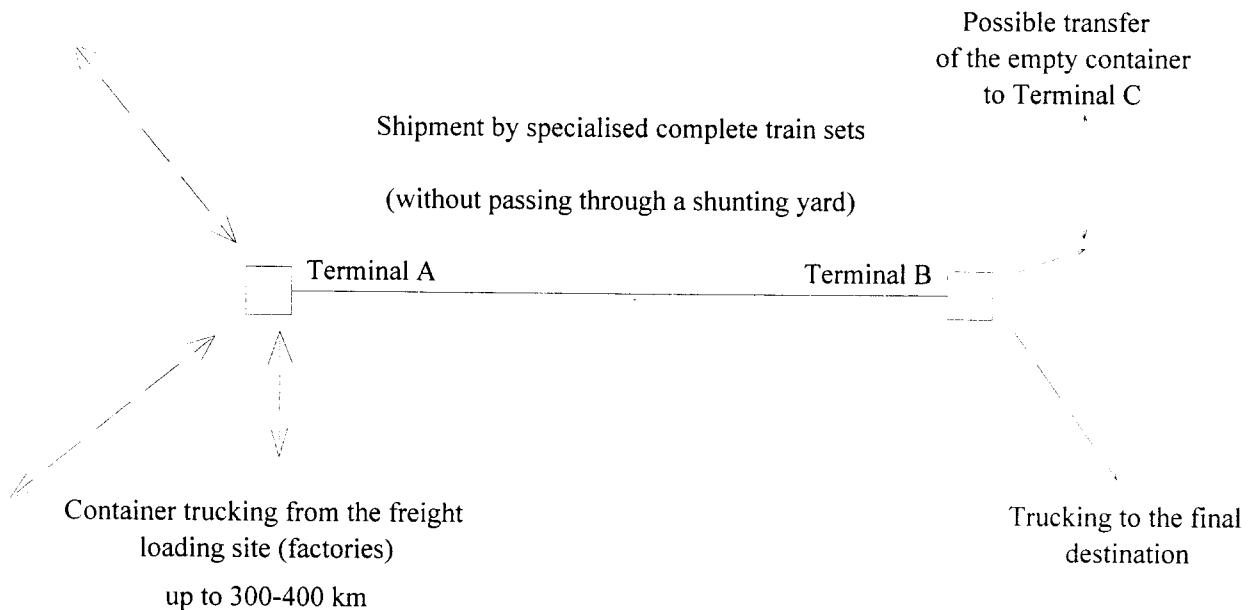 Possible transfer
of the empty container
to Terminal C
Shipment by specialised complete train sets
(without passing through a shunting yard)
Terminal A
Terminal B
Container trucking from the freight
loading site (factories)
up to 300-400 km
Trucking to the final
destination